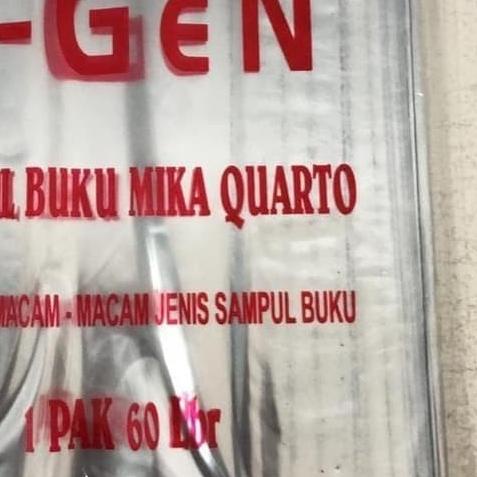 -GEN
BUKU MIKA QUARTO
MACAM - MACAM JENIS SAMPUL BUKU
1 PAK 60 Lbr